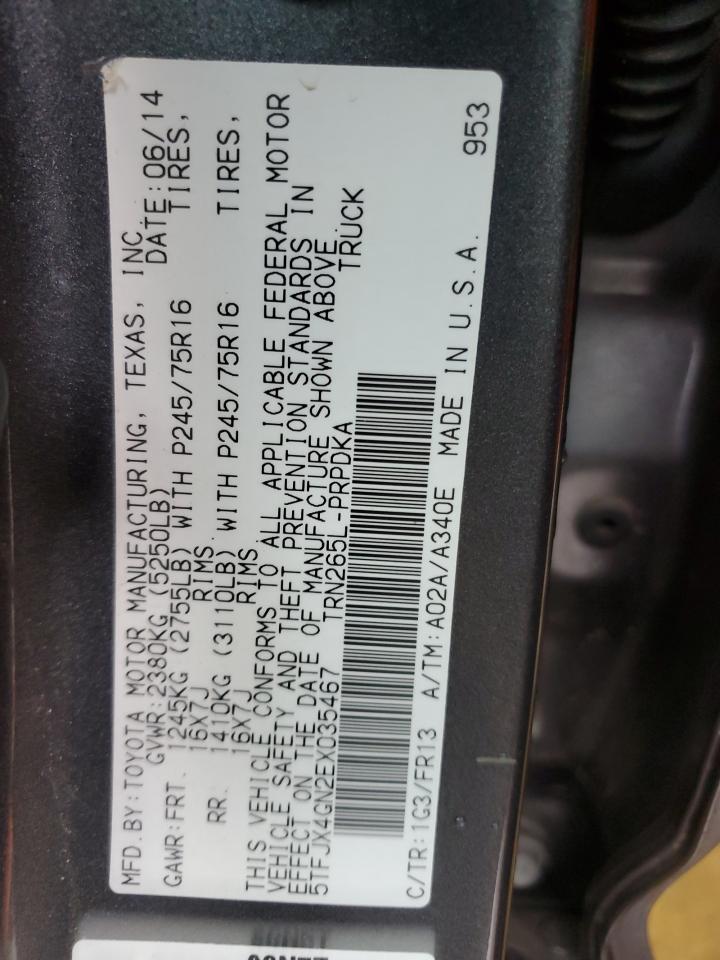 MFD.BY:TOYOTA MOTOR MANUFACTURING, TEXAS, INC.
GVWR:2380KG (5250LB) DATE:06/14
GAWR:FRT. 1245KG (2755LB) WITH P245/75R16 TIRES,
16X7J RIMS
RR. 1410KG (3110LB) WITH P245/75R16 TIRES,
16X7J RIMS
THIS VEHICLE CONFORMS TO ALL APPLICABLE FEDERAL MOTOR
VEHICLE SAFETY AND THEFT PREVENTION STANDARDS IN
EFFECT ON THE DATE OF MANUFACTURE SHOWN ABOVE.
5TFJX4GN2EX035467 TRN265L-PRPDKA TRUCK
C/TR:1G3/FR13 A/TM:A02A/A340E MADE IN U.S.A. 953